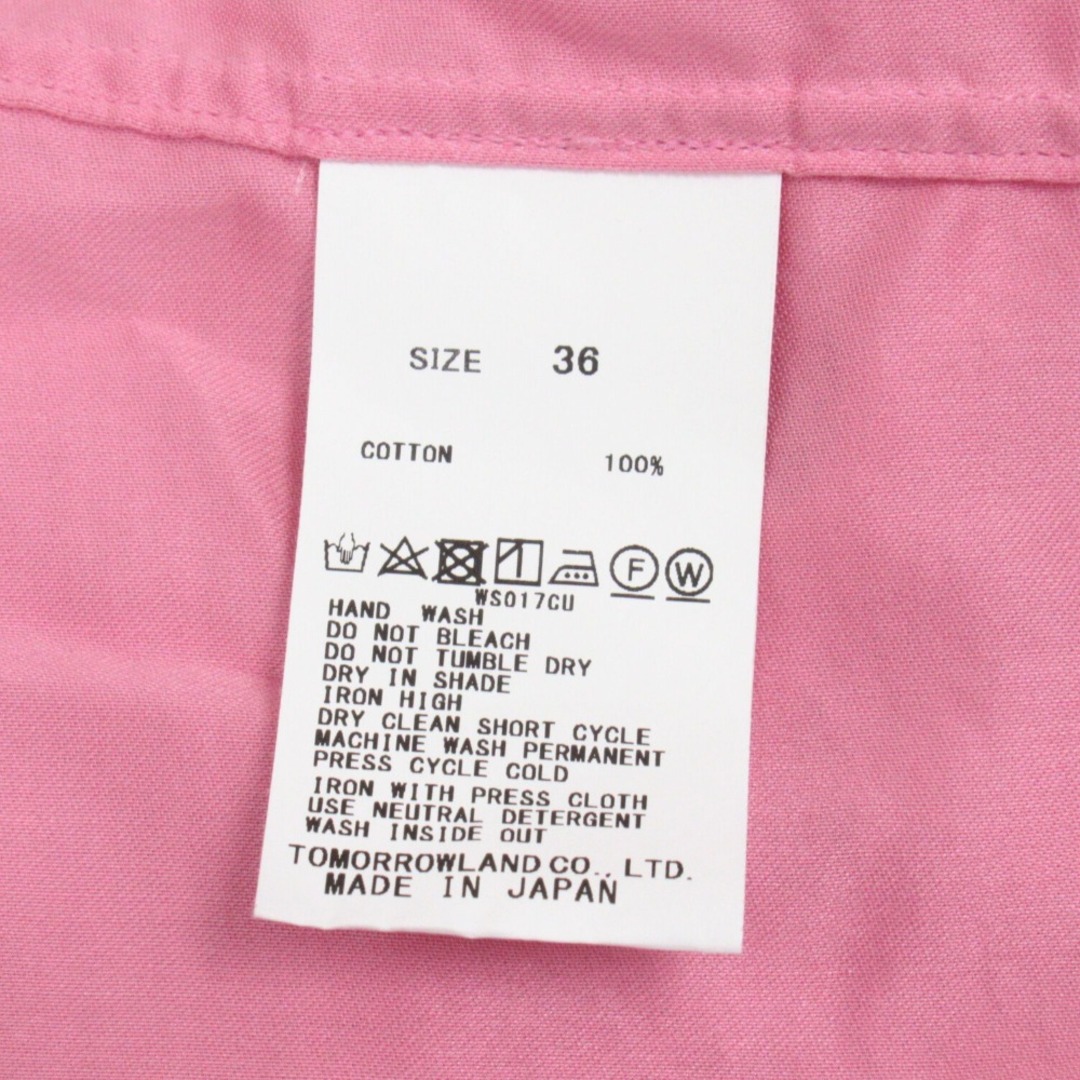 SIZE 36
COTTON 100%
F W
WS017CU
HAND WASH
DO NOT BLEACH
DO NOT TUMBLE DRY
DRY IN SHADE
IRON HIGH
DRY CLEAN SHORT CYCLE
MACHINE WASH PERMANENT
PRESS CYCLE COLD
IRON WITH PRESS CLOTH
USE NEUTRAL DETERGENT
WASH INSIDE OUT
TOMORROWLAND CO., LTD.
MADE IN JAPAN